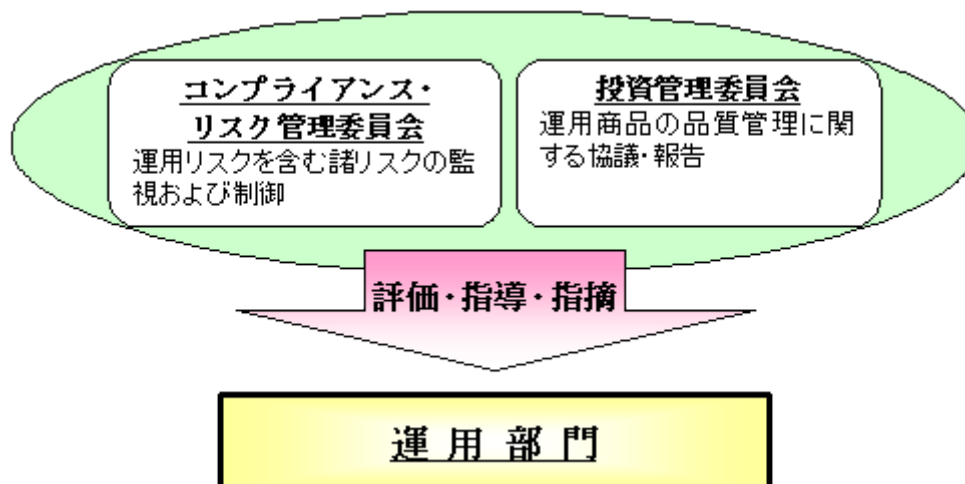 コンプライアンス・
リスク管理委員会
運用リスクを含む諸リスクの監
視および制御
投資管理委員会
運用商品の品質管理に関
する協議・報告
評価・指導・指摘
運用部門